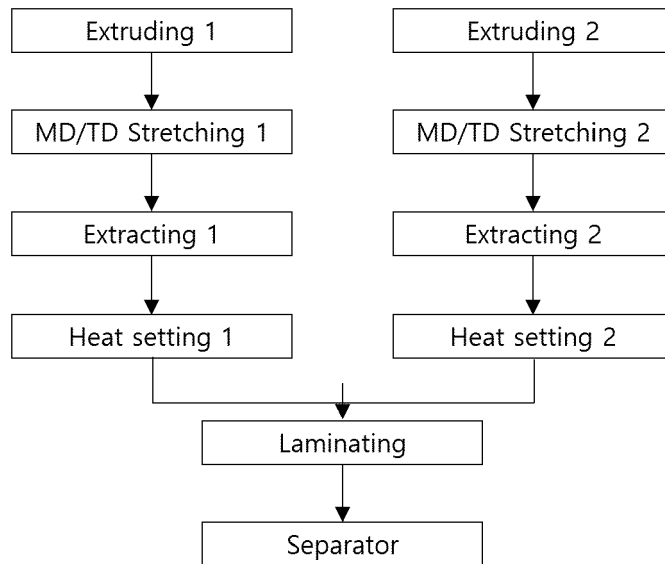 Extruding 1
Extruding 2
MD/TD Stretching 1
MD/TD Stretching 2
Extracting 1
Extracting 2
Heat setting 1
Heat setting 2
Laminating
Separator